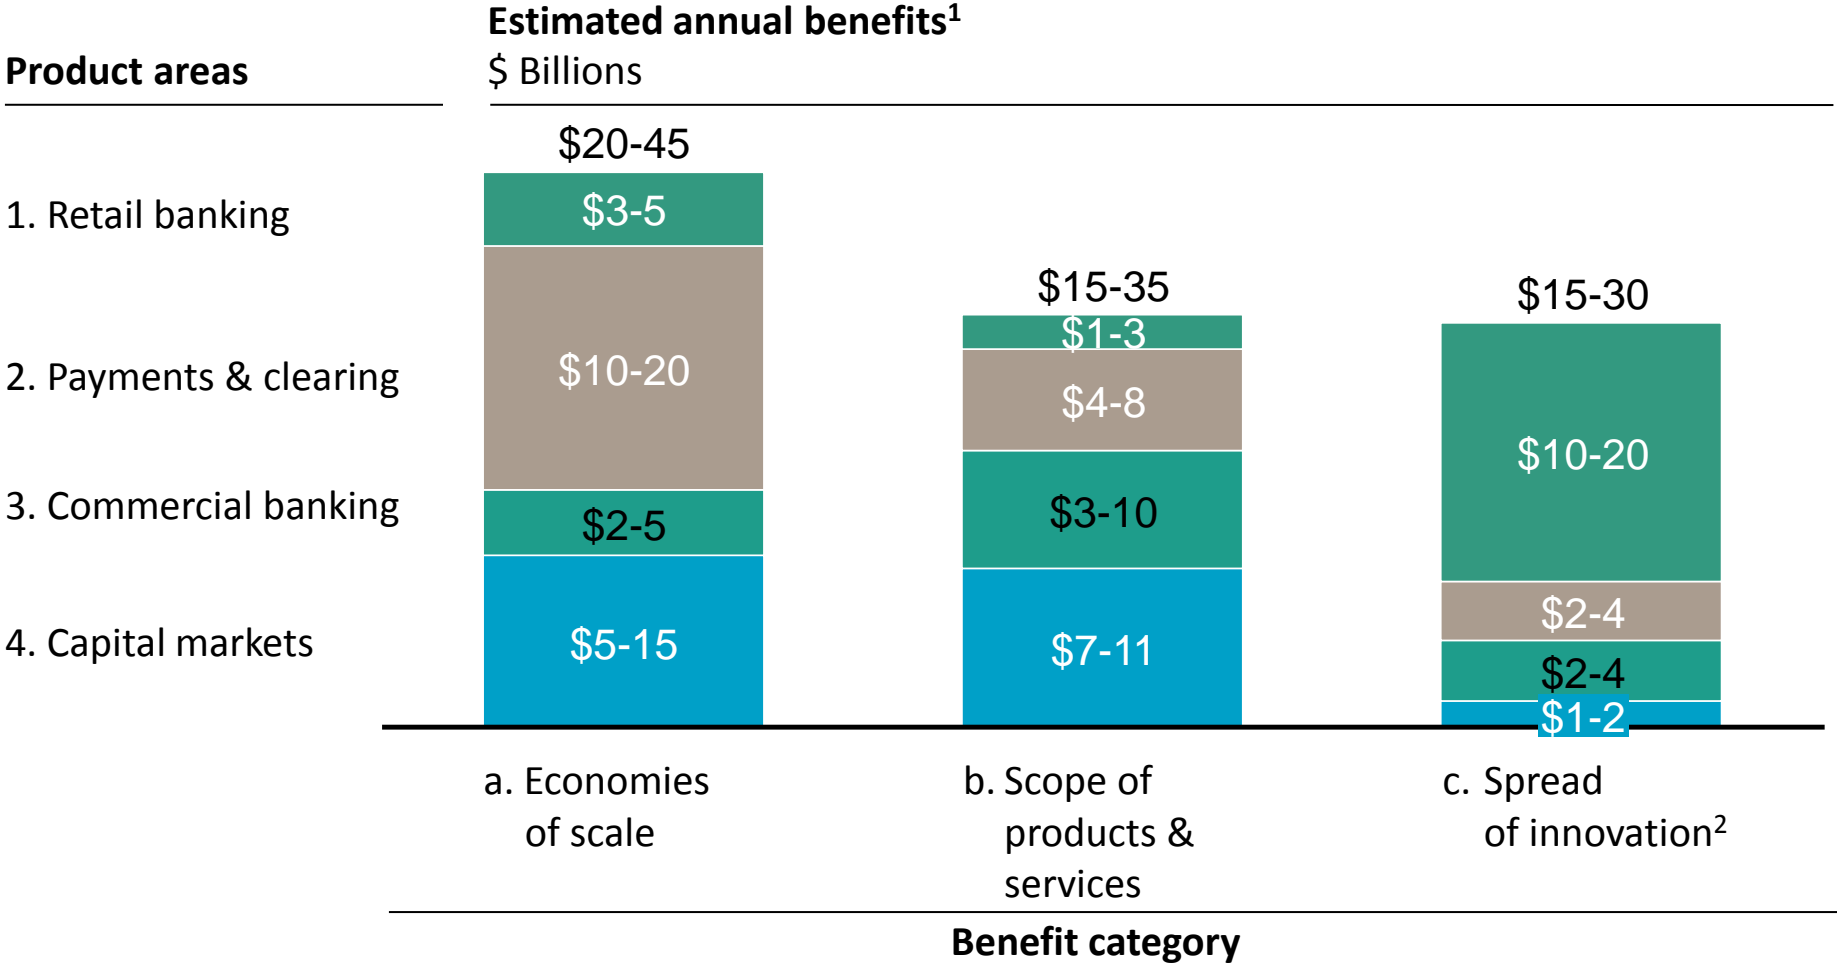 Estimated annual benefits¹
Product areas
$ Billions
$20-45
$3-5
1. Retail banking
$15-35
$15-30
$1-3
2. Payments & clearing
$10-20
$4-8
$10-20
3. Commercial banking
$2-5
$3-10
$2-4
4. Capital markets
$5-15
$7-11
$2-4
$1-2
a. Economies
of scale
b. Scope of
products &
services
c. Spread
of innovation²
Benefit category